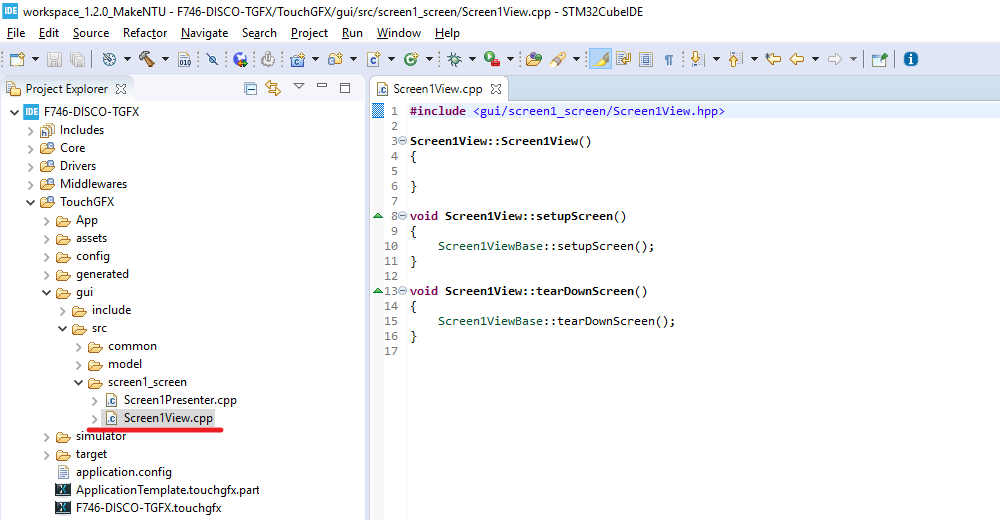 IDE workspace_1.2.0_MakeNTU - F746-DISCO-TGFX/TouchGFX/gui/src/screen1_screen/Screen1View.cpp - STM32CubeIDE
File Edit Source Refactor Navigate Search Project Run Window Help
010
Project Explorer
IDE F746-DISCO-TGFX
Includes
Core
Drivers
Middlewares
TouchGFX
App
assets
config
generated
gui
include
src
common
model
screen1_screen
Screen1Presenter.cpp
Screen1View.cpp
simulator
target
application.config
ApplicationTemplate.touchgfx.part
F746-DISCO-TGFX.touchgfx
Screen1View.cpp
1 #include <gui/screen1_screen/Screen1View.hpp>
2
3 Screen1View::Screen1View()
4 {
5
6 }
7
8 void Screen1View::setupScreen()
9 {
10     Screen1ViewBase::setupScreen();
11 }
12
13 void Screen1View::tearDownScreen()
14 {
15     Screen1ViewBase::tearDownScreen();
16 }
17